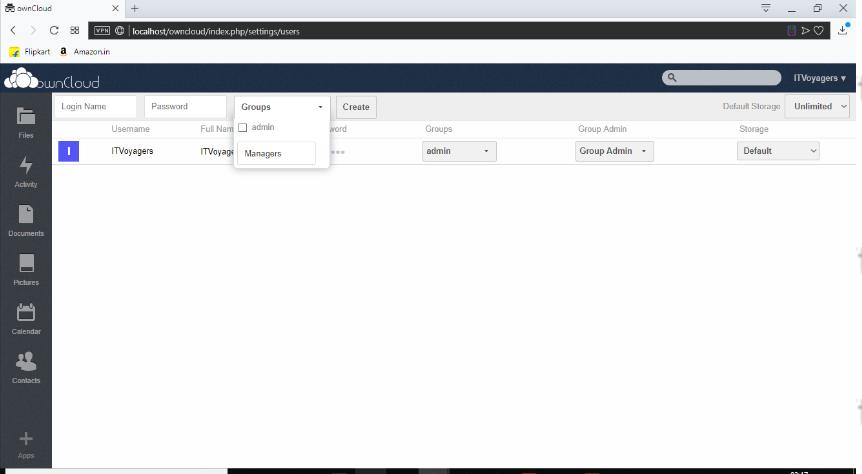 ownCloud
VPN localhost/owncloud/index.php/settings/users
Flipkart Amazon.in
ownCloud ITVoyagers
Login Name Password Groups Create Default Storage Unlimited
admin
Managers
Username Full Nam word Groups Group Admin Storage
I ITVoyagers ITVoyage admin Group Admin Default
Files
Activity
Documents
Pictures
Calendar
Contacts
Apps